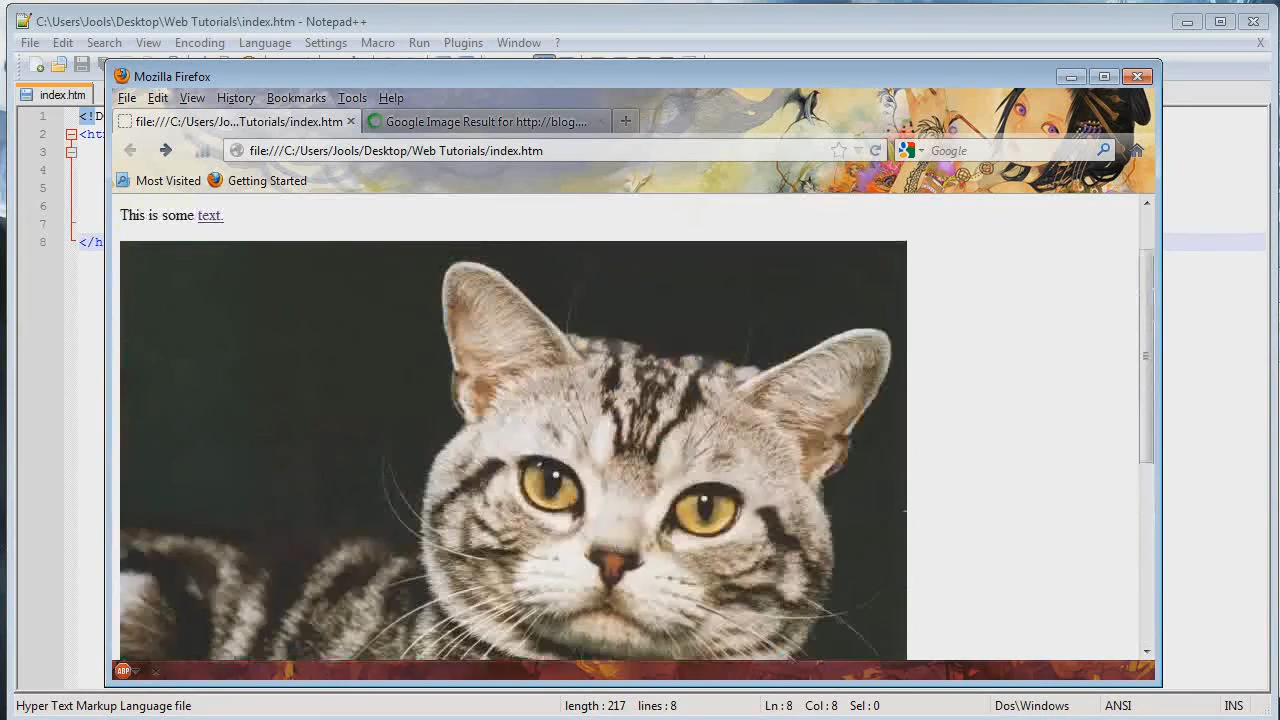 C:\Users\Jools\Desktop\Web Tutorials\index.htm - Notepad++
File Edit Search View Encoding Language Settings Macro Run Plugins Window ? X
index.htm
Mozilla Firefox
File Edit View History Bookmarks Tools Help
file:///C:/Users/Jo...Tutorials/index.htm
Google Image Result for http://blog....
file:///C:/Users/Jools/Desktop/Web Tutorials/index.htm
Google
Most Visited Getting Started
This is some text.
1 <!D
2 <ht
3
4
5
6
7
8 </h
ABP
Hyper Text Markup Language file length : 217 lines : 8 Ln : 8 Col : 8 Sel : 0 Dos\Windows ANSI INS